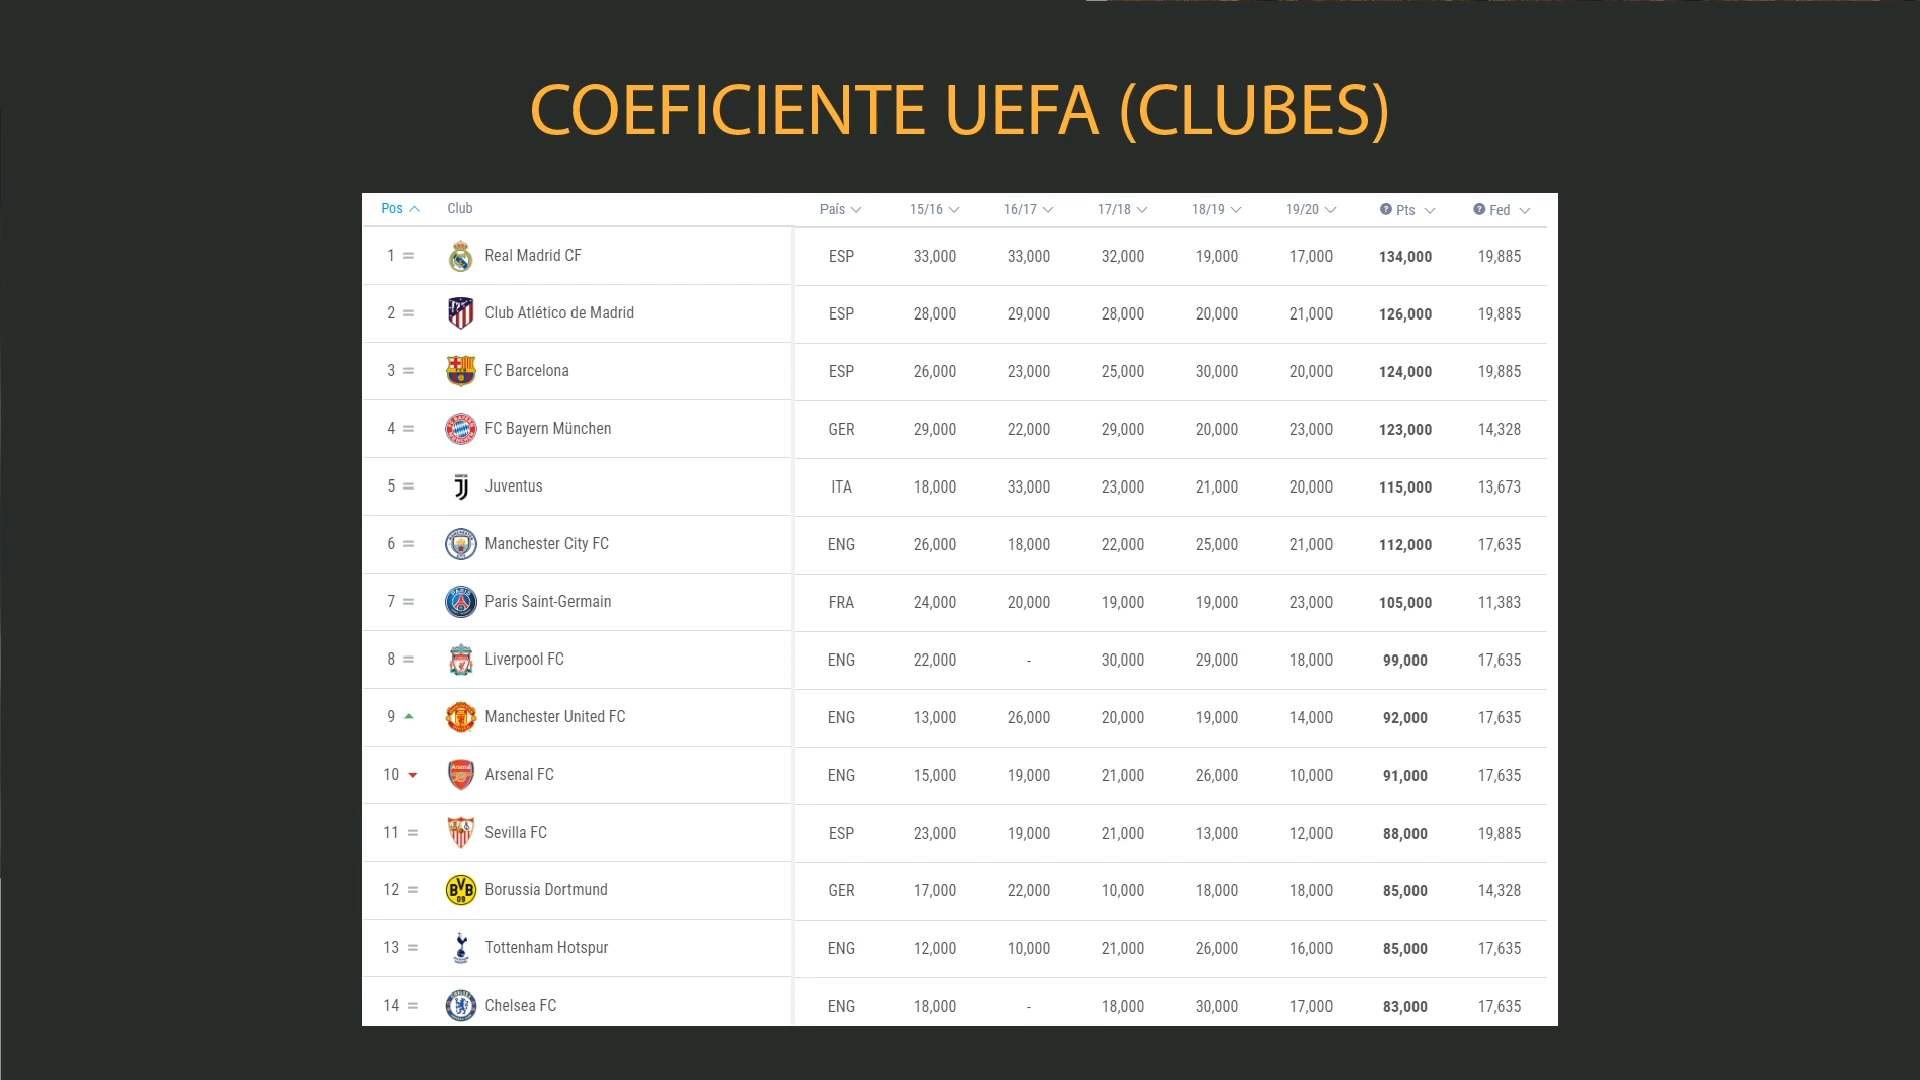 COEFICIENTE UEFA (CLUBES)
Pos Club País 15/16 16/17 17/18 18/19 19/20 Pts Fed
1 = Real Madrid CF ESP 33,000 33,000 32,000 19,000 17,000 134,000 19,885
2 = Club Atlético de Madrid ESP 28,000 29,000 28,000 20,000 21,000 126,000 19,885
3 = FC Barcelona ESP 26,000 23,000 25,000 30,000 20,000 124,000 19,885
4 = FC Bayern München GER 29,000 22,000 29,000 20,000 23,000 123,000 14,328
5 = Juventus ITA 18,000 33,000 23,000 21,000 20,000 115,000 13,673
6 = Manchester City FC ENG 26,000 18,000 22,000 25,000 21,000 112,000 17,635
7 = Paris Saint-Germain FRA 24,000 20,000 19,000 19,000 23,000 105,000 11,383
8 = Liverpool FC ENG 22,000 - 30,000 29,000 18,000 99,000 17,635
9 Manchester United FC ENG 13,000 26,000 20,000 19,000 14,000 92,000 17,635
10 Arsenal FC ENG 15,000 19,000 21,000 26,000 10,000 91,000 17,635
11 = Sevilla FC ESP 23,000 19,000 21,000 13,000 12,000 88,000 19,885
12 = BVB 09 Borussia Dortmund GER 17,000 22,000 10,000 18,000 18,000 85,000 14,328
13 = Tottenham Hotspur ENG 12,000 10,000 21,000 26,000 16,000 85,000 17,635
14 = Chelsea FC ENG 18,000 - 18,000 30,000 17,000 83,000 17,635